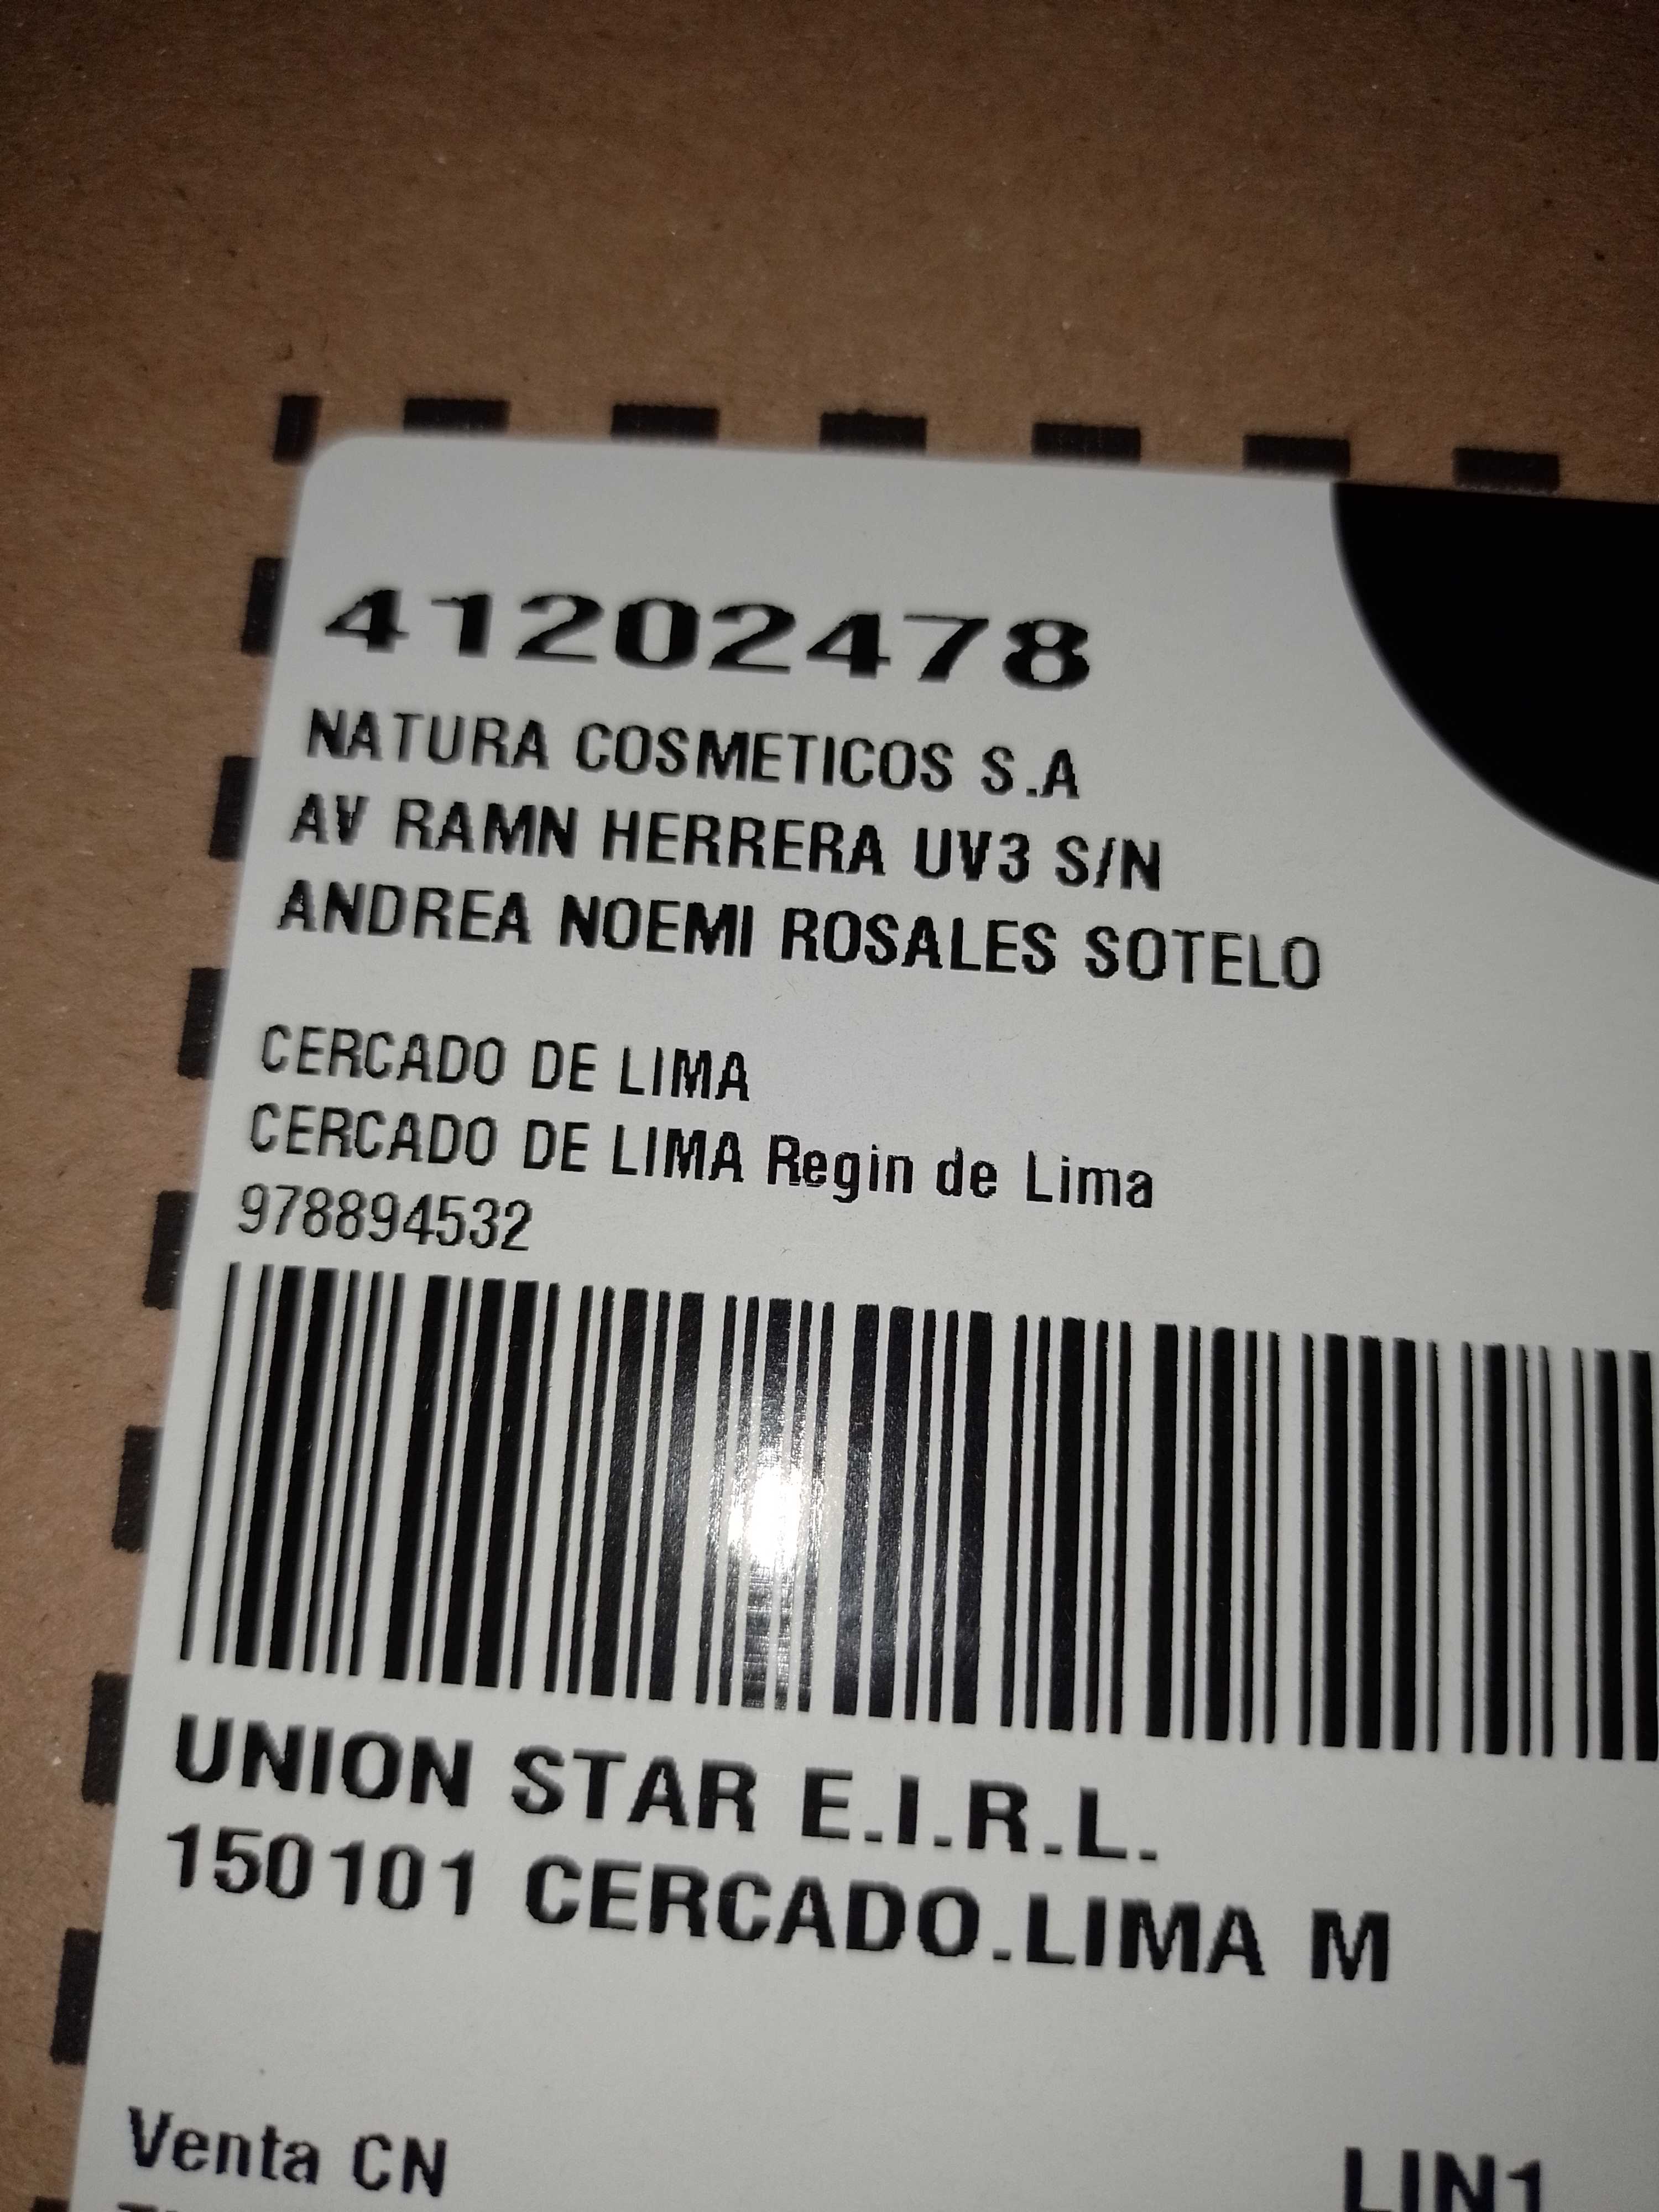 41202478
NATURA COSMETICOS S.A
AV RAMN HERRERA UV3 S/N
ANDREA NOEMI ROSALES SOTELO
CERCADO DE LIMA
CERCADO DE LIMA Regin de Lima
978894532
UNION STAR E.I.R.L.
150101 CERCADO.LIMA M
Venta CN
LIN1